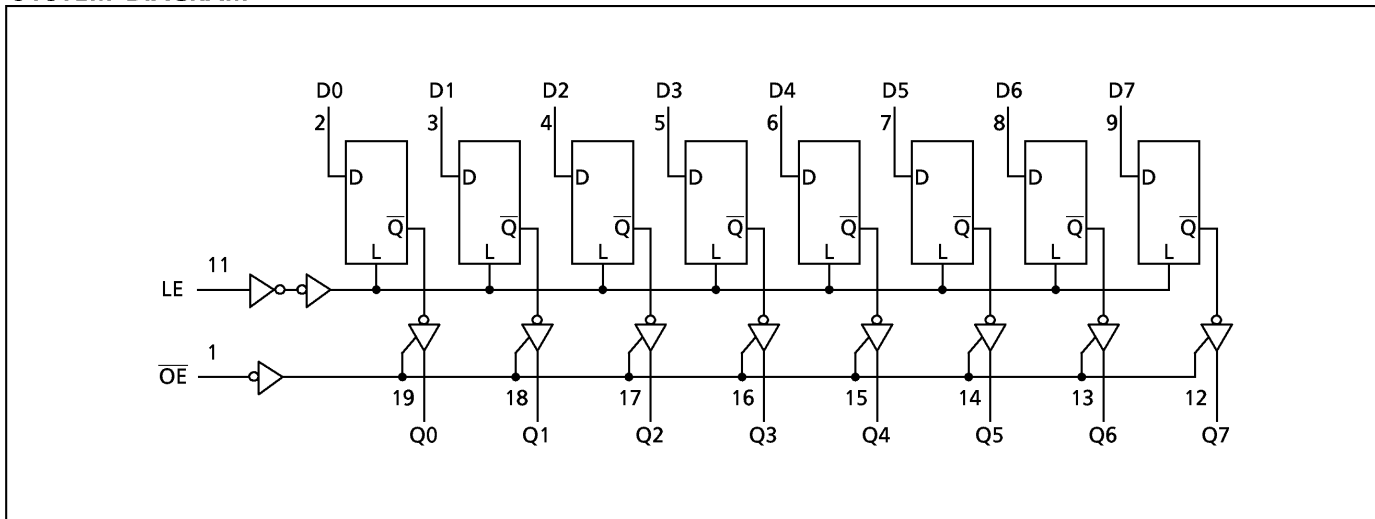 D0 D1 D2 D3 D4 D5 D6 D7
2 3 4 5 6 7 8 9
D D D D D D D D
Q̅ Q̅ Q̅ Q̅ Q̅ Q̅ Q̅ Q̅
L L L L L L L L
11
LE
1
O̅E̅
19 18 17 16 15 14 13 12
Q0 Q1 Q2 Q3 Q4 Q5 Q6 Q7